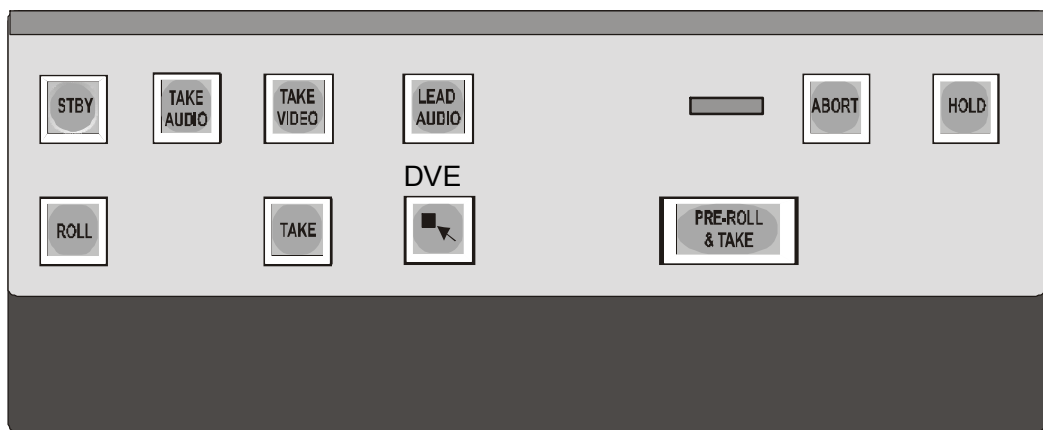 STBY
TAKE
AUDIO
TAKE
VIDEO
LEAD
AUDIO
ABORT
HOLD
DVE
ROLL
TAKE
PRE-ROLL
& TAKE